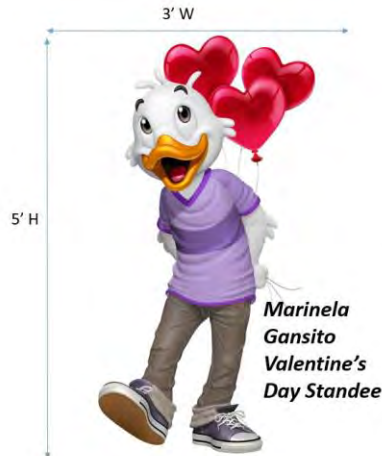 3’ W
5’ H
Marinela
Gansito
Valentine’s
Day Standee